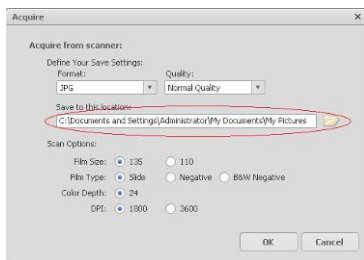 Acquire
Acquire from scanner:
Define Your Save Settings:
Format: Quality:
JPG Normal Quality
Save to this location:
C:\Documents and Settings\Administrator\My Documents\My Pictures
Scan Options:
Film Size: 135 110
Film Type: Slide Negative B&W Negative
Color Depth: 24
DPI: 1800 3600
OK Cancel